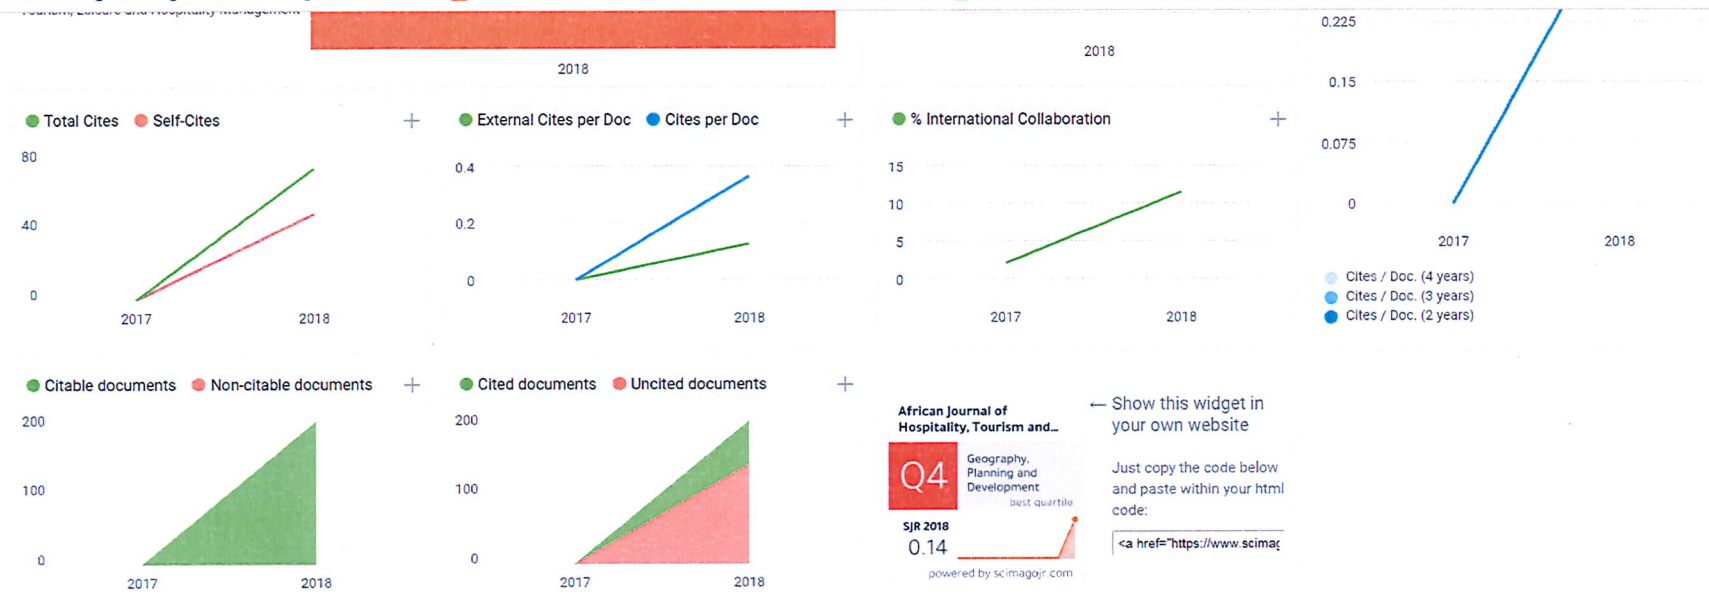 Tourism, Leisure and Hospitality Management
2018
2018
0.225
0.15
0.075
0
2017 2018
Cites / Doc. (4 years)
Cites / Doc. (3 years)
Cites / Doc. (2 years)
Total Cites Self-Cites +
80
40
0
2017 2018
External Cites per Doc Cites per Doc +
0.4
0.2
0
2017 2018
% International Collaboration +
15
10
5
0
2017 2018
Citable documents Non-citable documents +
200
100
0
2017 2018
Cited documents Uncited documents +
200
100
0
2017 2018
African Journal of
Hospitality, Tourism and...
Q4
Geography,
Planning and
Development
best quartile
SJR 2018
0.14
powered by scimagojr.com
← Show this widget in
your own website
Just copy the code below
and paste within your html
code:
<a href="https://www.scimag